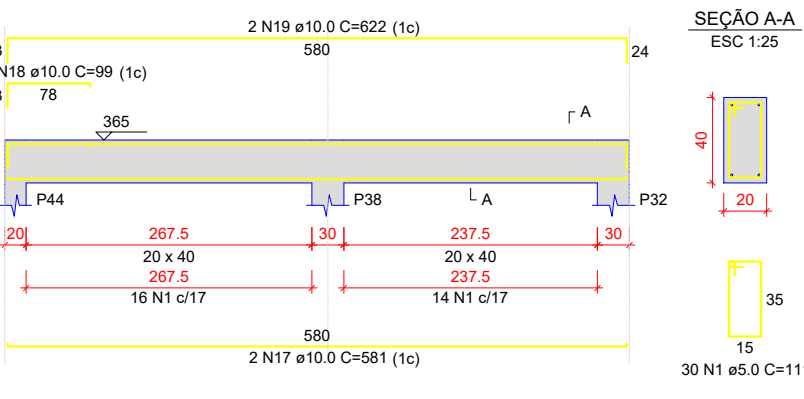 2 N19 ø10.0 C=622 (1c)
580
24
N18 ø10.0 C=99 (1c)
78
365
A
A
P44
P38
P32
20
267.5
30
237.5
30
20 x 40
20 x 40
267.5
237.5
16 N1 c/17
14 N1 c/17
580
2 N17 ø10.0 C=581 (1c)
SEÇÃO A-A
ESC 1:25
40
20
35
15
30 N1 ø5.0 C=11